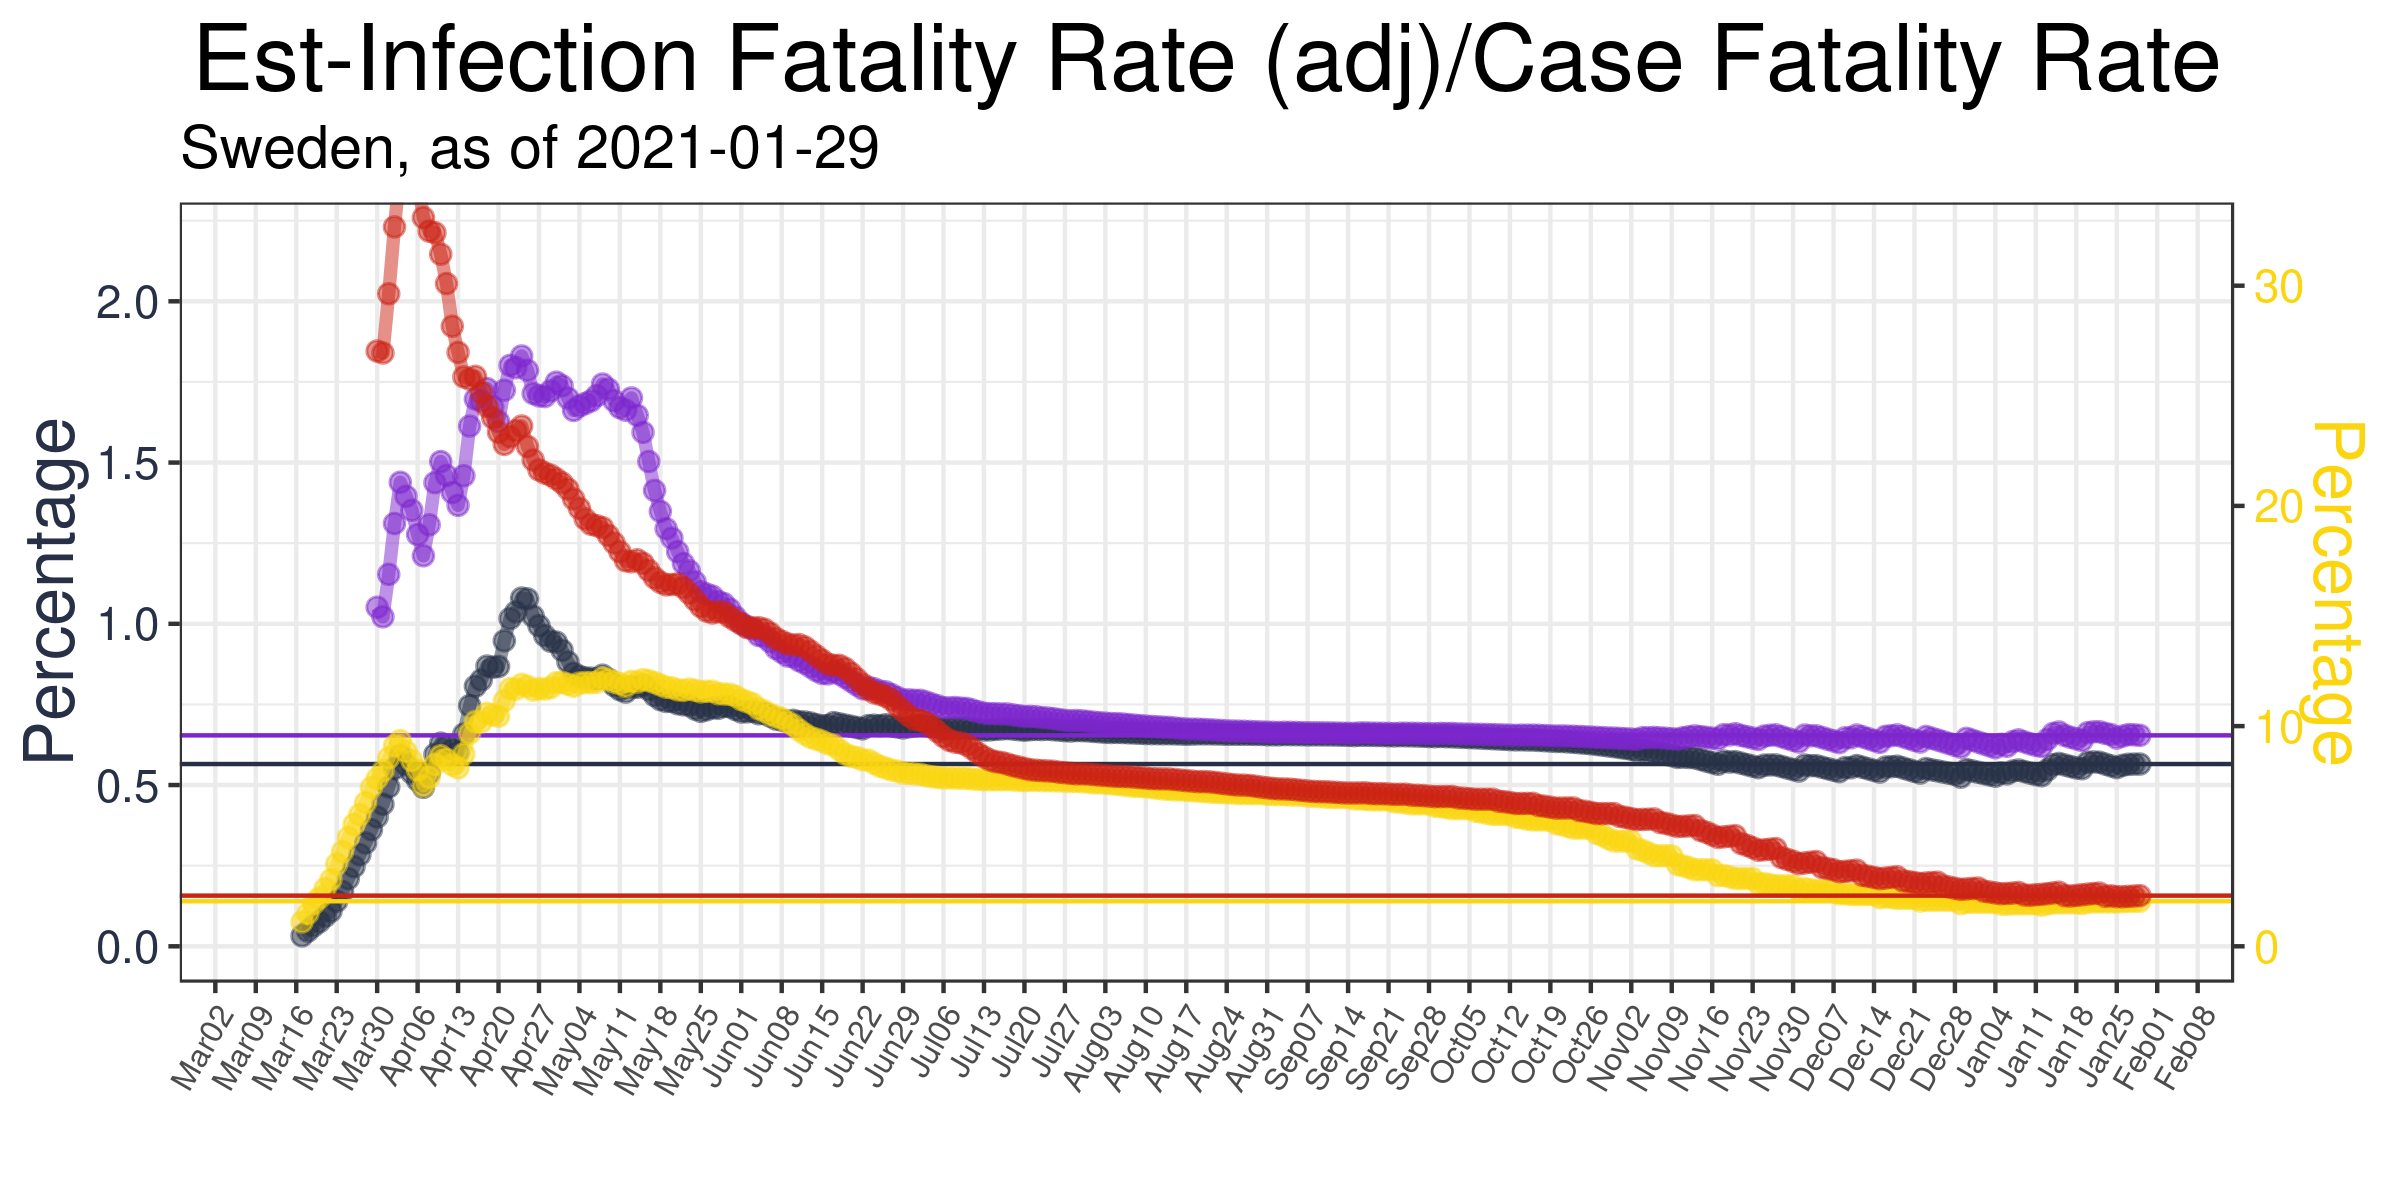 Est-Infection Fatality Rate (adj)/Case Fatality Rate
Sweden, as of 2021-01-29
Percentage
2.0
1.5
1.0
0.5
0.0
30
20
10
0
Percentage
Mar02
Mar09
Mar16
Mar23
Mar30
Apr06
Apr13
Apr20
Apr27
May04
May11
May18
May25
Jun01
Jun08
Jun15
Jun22
Jun29
Jul06
Jul13
Jul20
Jul27
Aug03
Aug10
Aug17
Aug24
Aug31
Sep07
Sep14
Sep21
Sep28
Oct05
Oct12
Oct19
Oct26
Nov02
Nov09
Nov16
Nov23
Nov30
Dec07
Dec14
Dec21
Dec28
Jan04
Jan11
Jan18
Jan25
Feb01
Feb08